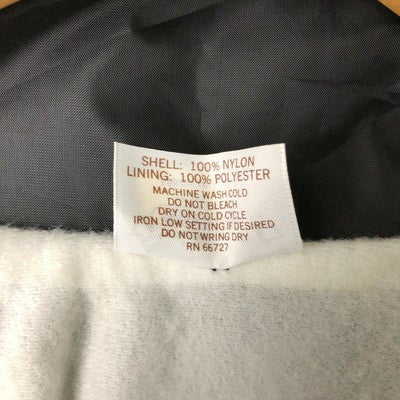 SHELL: 100% NYLON
LINING: 100% POLYESTER
MACHINE WASH COLD
DO NOT BLEACH
DRY ON COLD CYCLE
IRON LOW SETTING IF DESIRED
DO NOT WRING DRY
RN 66727